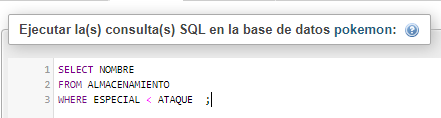 Ejecutar la(s) consulta(s) SQL en la base de datos pokemon:
1 SELECT NOMBRE
2 FROM ALMACENAMIENTO
3 WHERE ESPECIAL < ATAQUE  ;